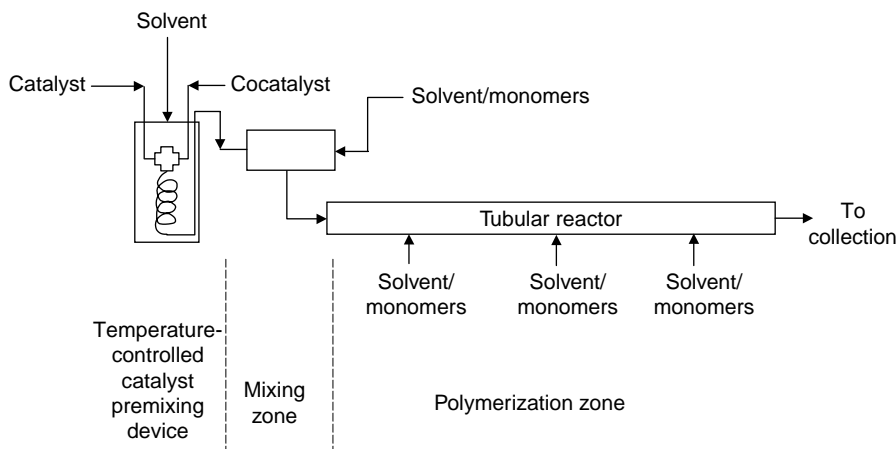 Solvent
Catalyst
Cocatalyst
Solvent/monomers
Tubular reactor
To
collection
Solvent/
monomers
Solvent/
monomers
Solvent/
monomers
Temperature-
controlled
catalyst
premixing
device
Mixing
zone
Polymerization zone